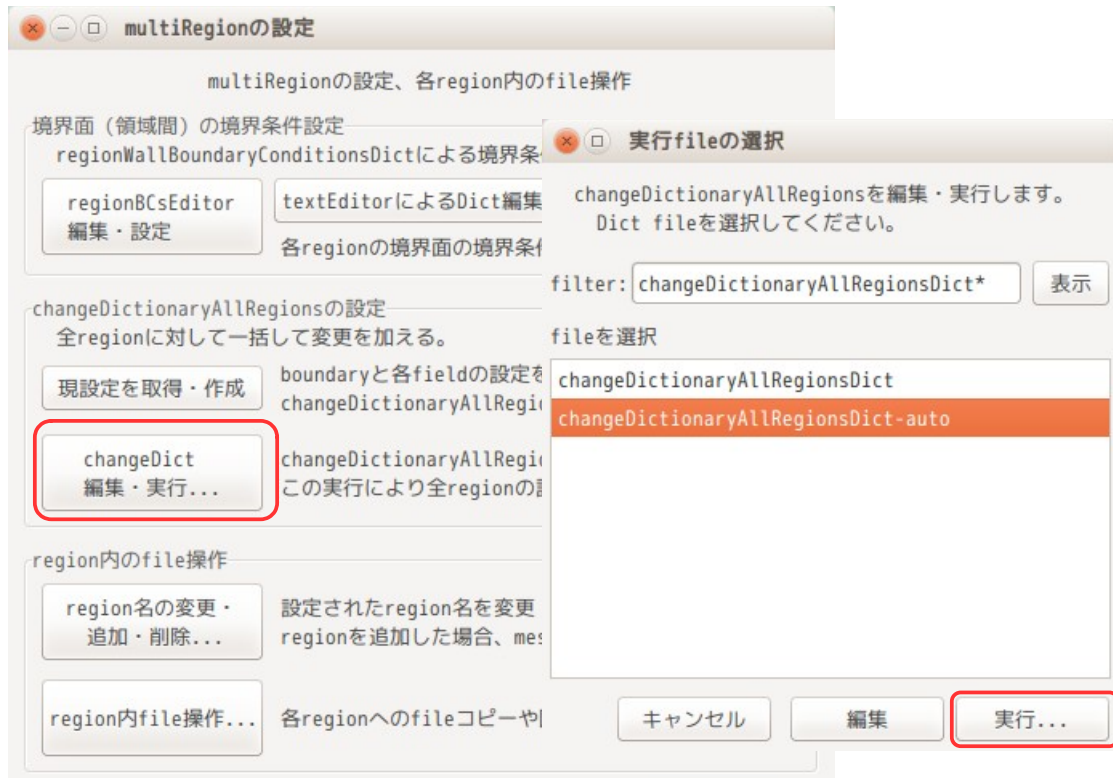 multiRegionの設定
multiRegionの設定、各region内のfile操作
境界面（領域間）の境界条件設定
regionWallBoundaryConditionsDictによる境界条
regionBCsEditor
編集・設定
textEditorによるDict編集
各regionの境界面の境界条件
changeDictionaryAllRegionsの設定
全regionに対して一括して変更を加える。
現設定を取得・作成
boundaryと各fieldの設定を
changeDictionaryAllRegi
changeDict
編集・実行...
changeDictionaryAllRegi
この実行により全regionの
region内のfile操作
region名の変更・
追加・削除...
設定されたregion名を変更
regionを追加した場合、mes
region内file操作...
各regionへのfileコピーや
実行fileの選択
changeDictionaryAllRegionsを編集・実行します。
Dict fileを選択してください。
filter: changeDictionaryAllRegionsDict* 表示
fileを選択
changeDictionaryAllRegionsDict
changeDictionaryAllRegionsDict-auto
キャンセル 編集 実行...